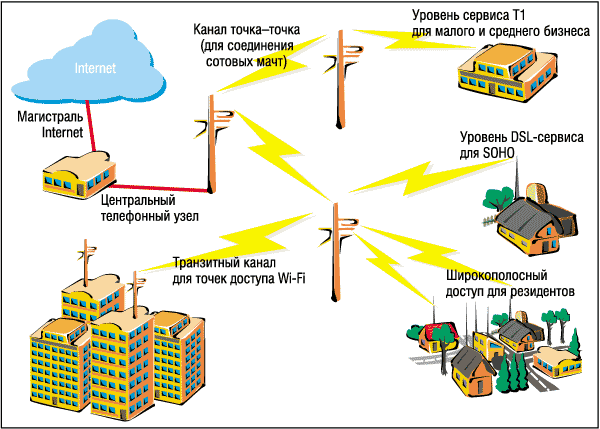 Канал точка–точка
(для соединения
сотовых мачт)
Уровень сервиса T1
для малого и среднего бизнеса
Internet
Магистраль
Internet
Уровень DSL-сервиса
для SOHO
Центральный
телефонный узел
Транзитный канал
для точек доступа Wi-Fi
Широкополосный
доступ для резидентов